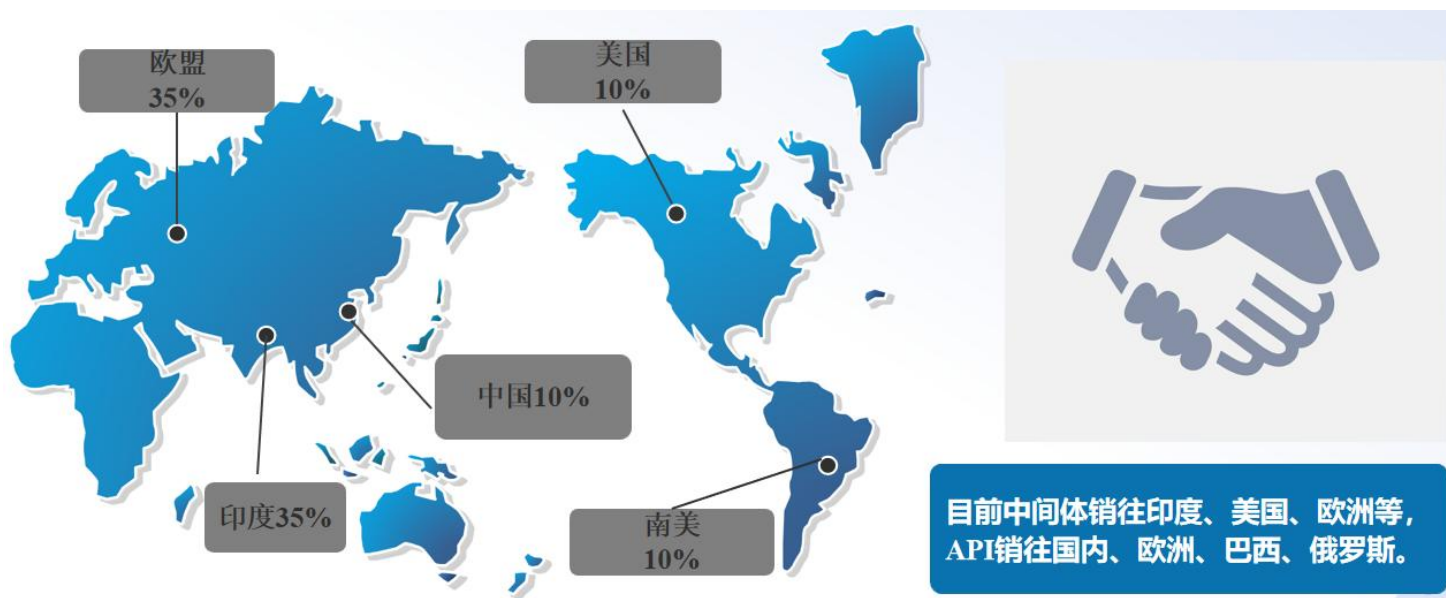 欧盟
35%
美国
10%
中国10%
印度35%
南美
10%
目前中间体销往印度、美国、欧洲等，
API销往国内、欧洲、巴西、俄罗斯。